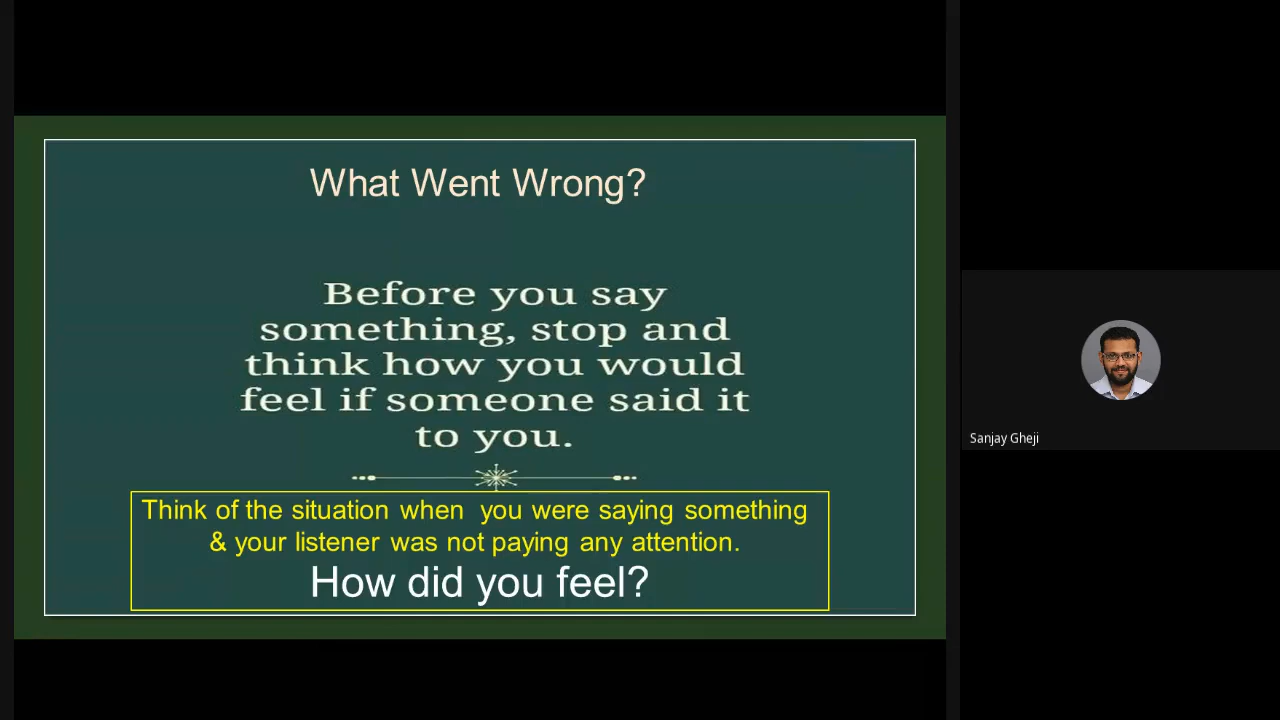 What Went Wrong?
Before you say
something, stop and
think how you would
feel if someone said it
to you.
Think of the situation when you were saying something
& your listener was not paying any attention.
How did you feel?
Sanjay Gheji